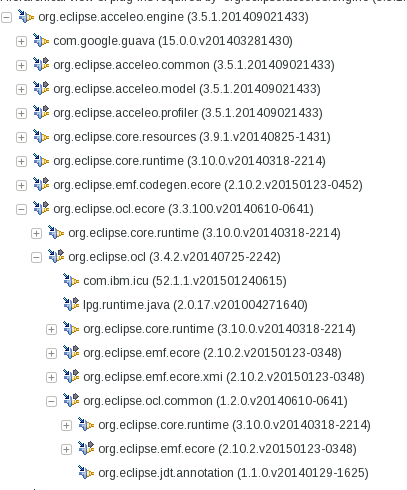 org.eclipse.acceleo.engine (3.5.1.201409021433)
com.google.guava (15.0.0.v201403281430)
org.eclipse.acceleo.common (3.5.1.201409021433)
org.eclipse.acceleo.model (3.5.1.201409021433)
org.eclipse.acceleo.profiler (3.5.1.201409021433)
org.eclipse.core.resources (3.9.1.v20140825-1431)
org.eclipse.core.runtime (3.10.0.v20140318-2214)
org.eclipse.emf.codegen.ecore (2.10.2.v20150123-0452)
org.eclipse.ocl.ecore (3.3.100.v20140610-0641)
org.eclipse.core.runtime (3.10.0.v20140318-2214)
org.eclipse.ocl (3.4.2.v20140725-2242)
com.ibm.icu (52.1.1.v201501240615)
lpg.runtime.java (2.0.17.v201004271640)
org.eclipse.core.runtime (3.10.0.v20140318-2214)
org.eclipse.emf.ecore (2.10.2.v20150123-0348)
org.eclipse.emf.ecore.xmi (2.10.2.v20150123-0348)
org.eclipse.ocl.common (1.2.0.v20140610-0641)
org.eclipse.core.runtime (3.10.0.v20140318-2214)
org.eclipse.emf.ecore (2.10.2.v20150123-0348)
org.eclipse.jdt.annotation (1.1.0.v20140129-1625)